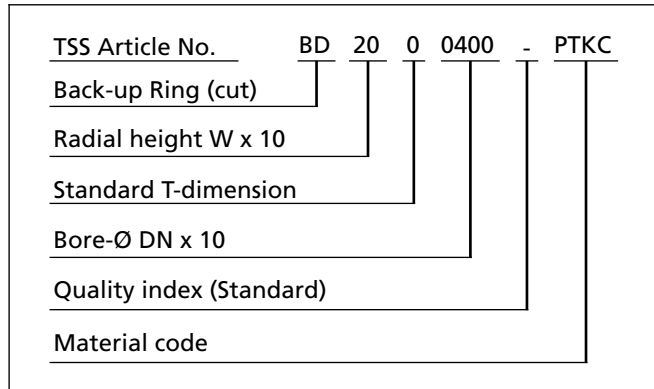 TSS Article No. BD 20 0 0400 - PTKC
Back-up Ring (cut)
Radial height W x 10
Standard T-dimension
Bore-Ø DN x 10
Quality index (Standard)
Material code